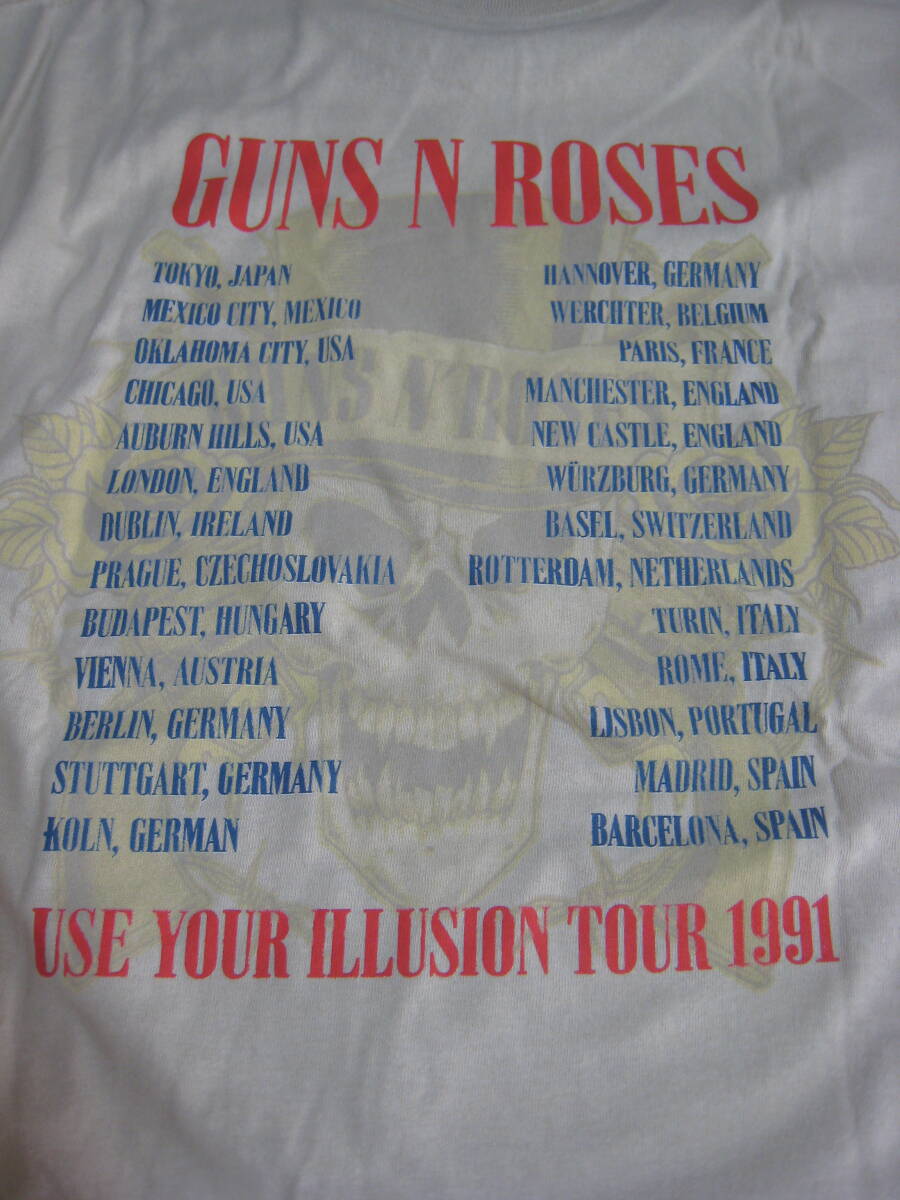 GUNS N ROSES
TOKYO, JAPAN
MEXICO CITY, MEXICO
OKLAHOMA CITY, USA
CHICAGO, USA
AUBURN HILLS, USA
LONDON, ENGLAND
DUBLIN, IRELAND
PRAGUE, CZECHOSLOVAKIA
BUDAPEST, HUNGARY
VIENNA, AUSTRIA
BERLIN, GERMANY
STUTTGART, GERMANY
KOLN, GERMAN
HANNOVER, GERMANY
WERCHTER, BELGIUM
PARIS, FRANCE
MANCHESTER, ENGLAND
NEW CASTLE, ENGLAND
WÜRZBURG, GERMANY
BASEL, SWITZERLAND
ROTTERDAM, NETHERLANDS
TURIN, ITALY
ROME, ITALY
LISBON, PORTUGAL
MADRID, SPAIN
BARCELONA, SPAIN
GUNS N' ROSES
USE YOUR ILLUSION TOUR 1991